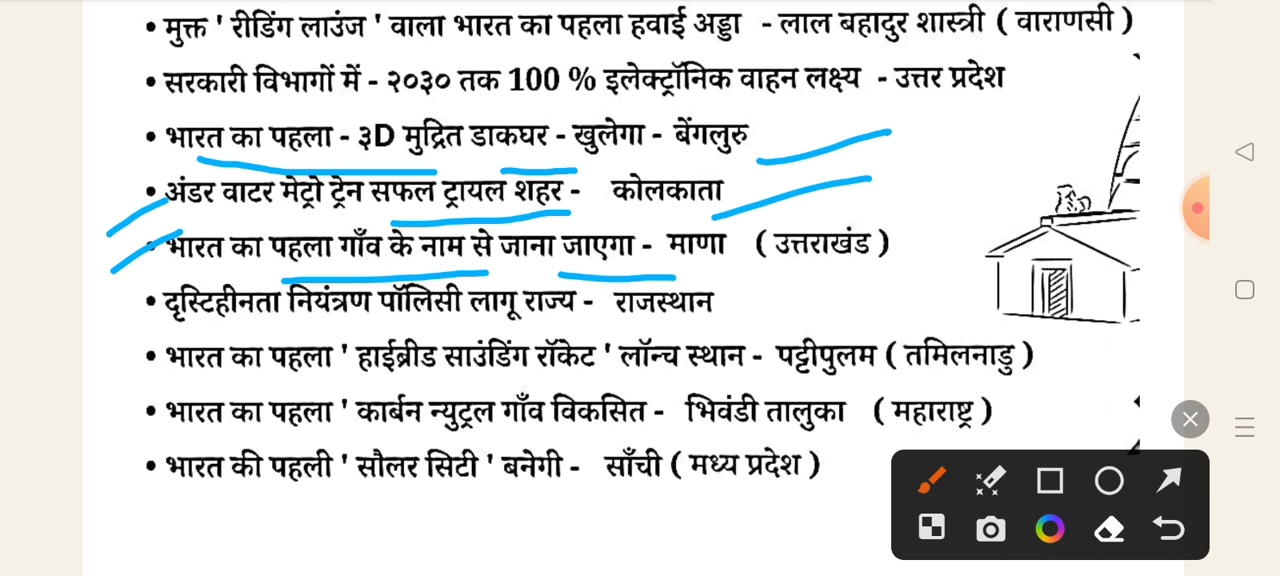 • मुक्त ' रीडिंग लाउंज ' वाला भारत का पहला हवाई अड्डा - लाल बहादुर शास्त्री ( वाराणसी )
• सरकारी विभागों में - २०३० तक 100 % इलेक्ट्रॉनिक वाहन लक्ष्य - उत्तर प्रदेश
• भारत का पहला - ३D मुद्रित डाकघर - खुलेगा - बेंगलुरु
• अंडर वाटर मेट्रो ट्रेन सफल ट्रायल शहर - कोलकाता
• भारत का पहला गाँव के नाम से जाना जाएगा - माणा ( उत्तराखंड )
• दृस्टिहीनता नियंत्रण पॉलिसी लागू राज्य - राजस्थान
• भारत का पहला ' हाईब्रीड साउंडिंग रॉकेट ' लॉन्च स्थान - पट्टीपुलम ( तमिलनाडु )
• भारत का पहला ' कार्बन न्युट्रल गाँव विकसित - भिवंडी तालुका ( महाराष्ट्र )
• भारत की पहली ' सौलर सिटी ' बनेगी - साँची ( मध्य प्रदेश )